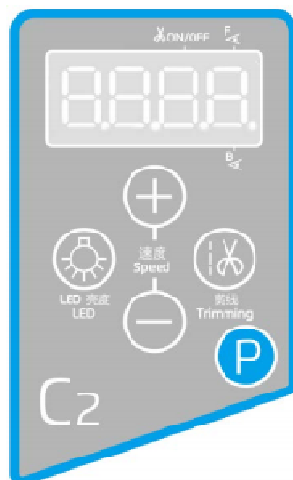 ON/OFF F
8.8.8.8.
B
速度
Speed
LED 亮度
LED
剪线
Trimming
P
C2